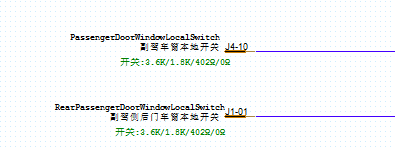 PassengerDoorWindowLocalSwitch
副驾车窗本地开关 J4-10
开关:3.6K/1.8K/402Ω/0Ω
RearPassengerDoorWindowLocalSwitch
副驾侧后门车窗本地开关 J1-01
开关:3.6K/1.8K/402Ω/0Ω